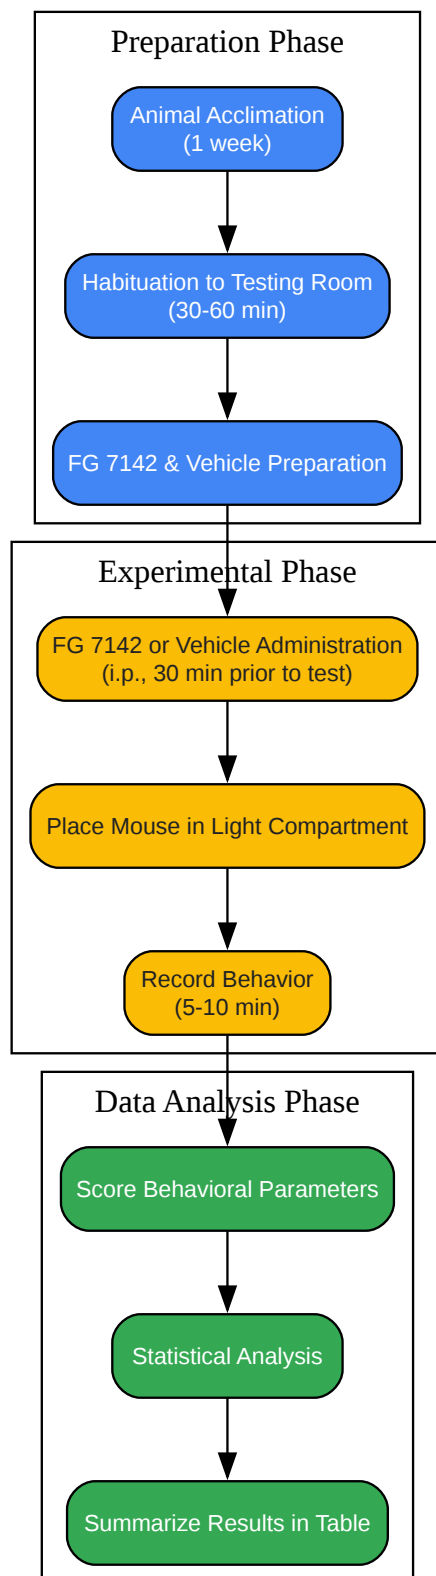 Preparation Phase
Animal Acclimation
(1 week)
Habituation to Testing Room
(30-60 min)
FG 7142 & Vehicle Preparation
Experimental Phase
FG 7142 or Vehicle Administration
(i.p., 30 min prior to test)
Place Mouse in Light Compartment
Record Behavior
(5-10 min)
Data Analysis Phase
Score Behavioral Parameters
Statistical Analysis
Summarize Results in Table